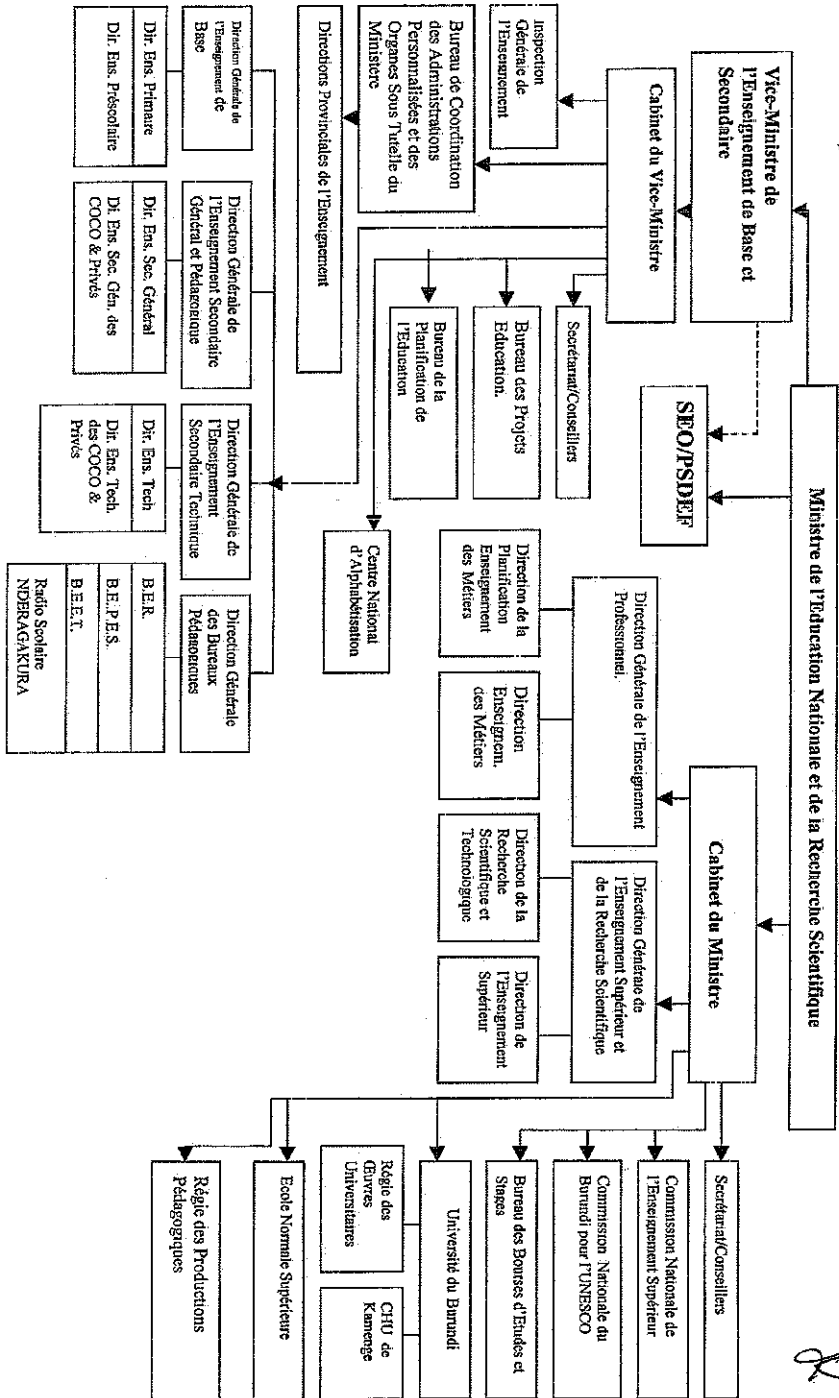 Ministre de l'Education Nationale et de la Recherche Scientifique
Vice-Ministre de
l'Enseignement de Base et
Secondaire
SEO/PSDEF
Cabinet du Ministre
Cabinet du Vice-Ministre
Inspection
Générale de
l'Enseignement
Bureau de Coordination
des Administrations
Personnalisées et des
Organes Sous Tutelle du
Ministère
Directions Provinciales de l'Enseignement
Secrétariat/Conseillers
Bureau des Projets
Education.
Bureau de la
Planification de
l'Education
Centre National
d'Alphabétisation
Direction Générale de
l'Enseignement de
Base
Dir. Ens. Primaire
Dir. Ens. Préscolaire
Direction Générale de
l'Enseignement Secondaire
Général et Pédagogique
Dir. Ens. Sec. Général
Di. Ens. Sec. Gén. des
COCO & Privés
Direction Générale de
l'Enseignement
Secondaire Technique
Dir. Ens. Tech
Dir. Ens. Tech.
des COCO &
Privés
Direction Générale
des Bureaux
Pédagogiques
B.E.R.
B.E.P.E.S.
B.E.E.T.
Radio Scolaire
NDERAGAKURA
Direction Générale de l'Enseignement
Professionnel.
Direction de la
Planification
Enseignement
des Métiers
Direction
Enseignem.
des Métiers
Direction Générale de
l'Enseignement Supérieur et
de la Recherche Scientifique
Direction de la
Recherche
Scientifique et
Technologique
Direction de
l'Enseignement
Supérieur
Secrétariat/Conseillers
Commission Nationale de
l'Enseignement Supérieur
Commission Nationale du
Burundi pour l'UNESCO
Bureau des Bourses d'Etudes et
Stages
Université du Burundi
Régie des
Œuvres
Universitaires
CHU de
Kamenge
Ecole Normale Supérieure
Régie des Productions
Pédagogiques